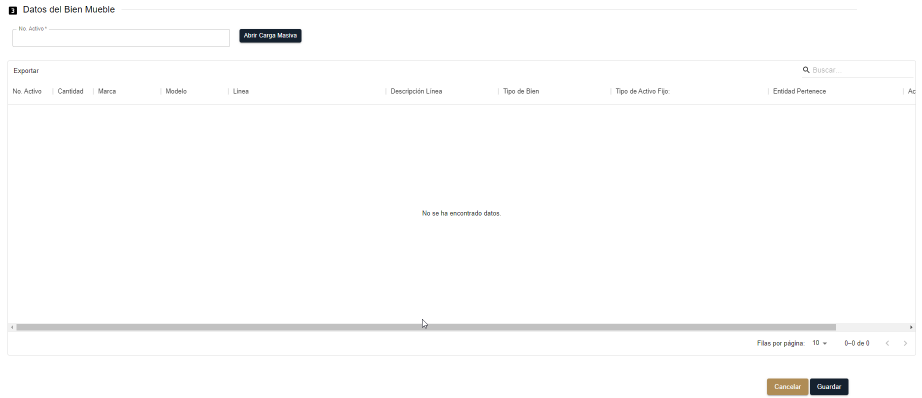 3 Datos del Bien Mueble
No. Activo *
Abrir Carga Masiva
Exportar
Buscar...
No. Activo Cantidad Marca Modelo Línea Descripción Línea Tipo de Bien Tipo de Activo Fijo: Entidad Pertenece Ac
No se ha encontrado datos.
Filas por página: 10 0–0 de 0
Cancelar Guardar